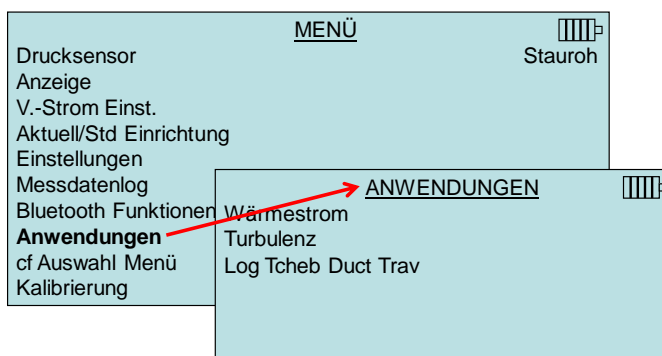 MENÜ
Drucksensor Stauroh
Anzeige
V.-Strom Einst.
Aktuell/Std Einrichtung
Einstellungen
Messdatenlog
Bluetooth Funktionen
Anwendungen
cf Auswahl Menü
Kalibrierung
ANWENDUNGEN
Wärmestrom
Turbulenz
Log Tcheb Duct Trav